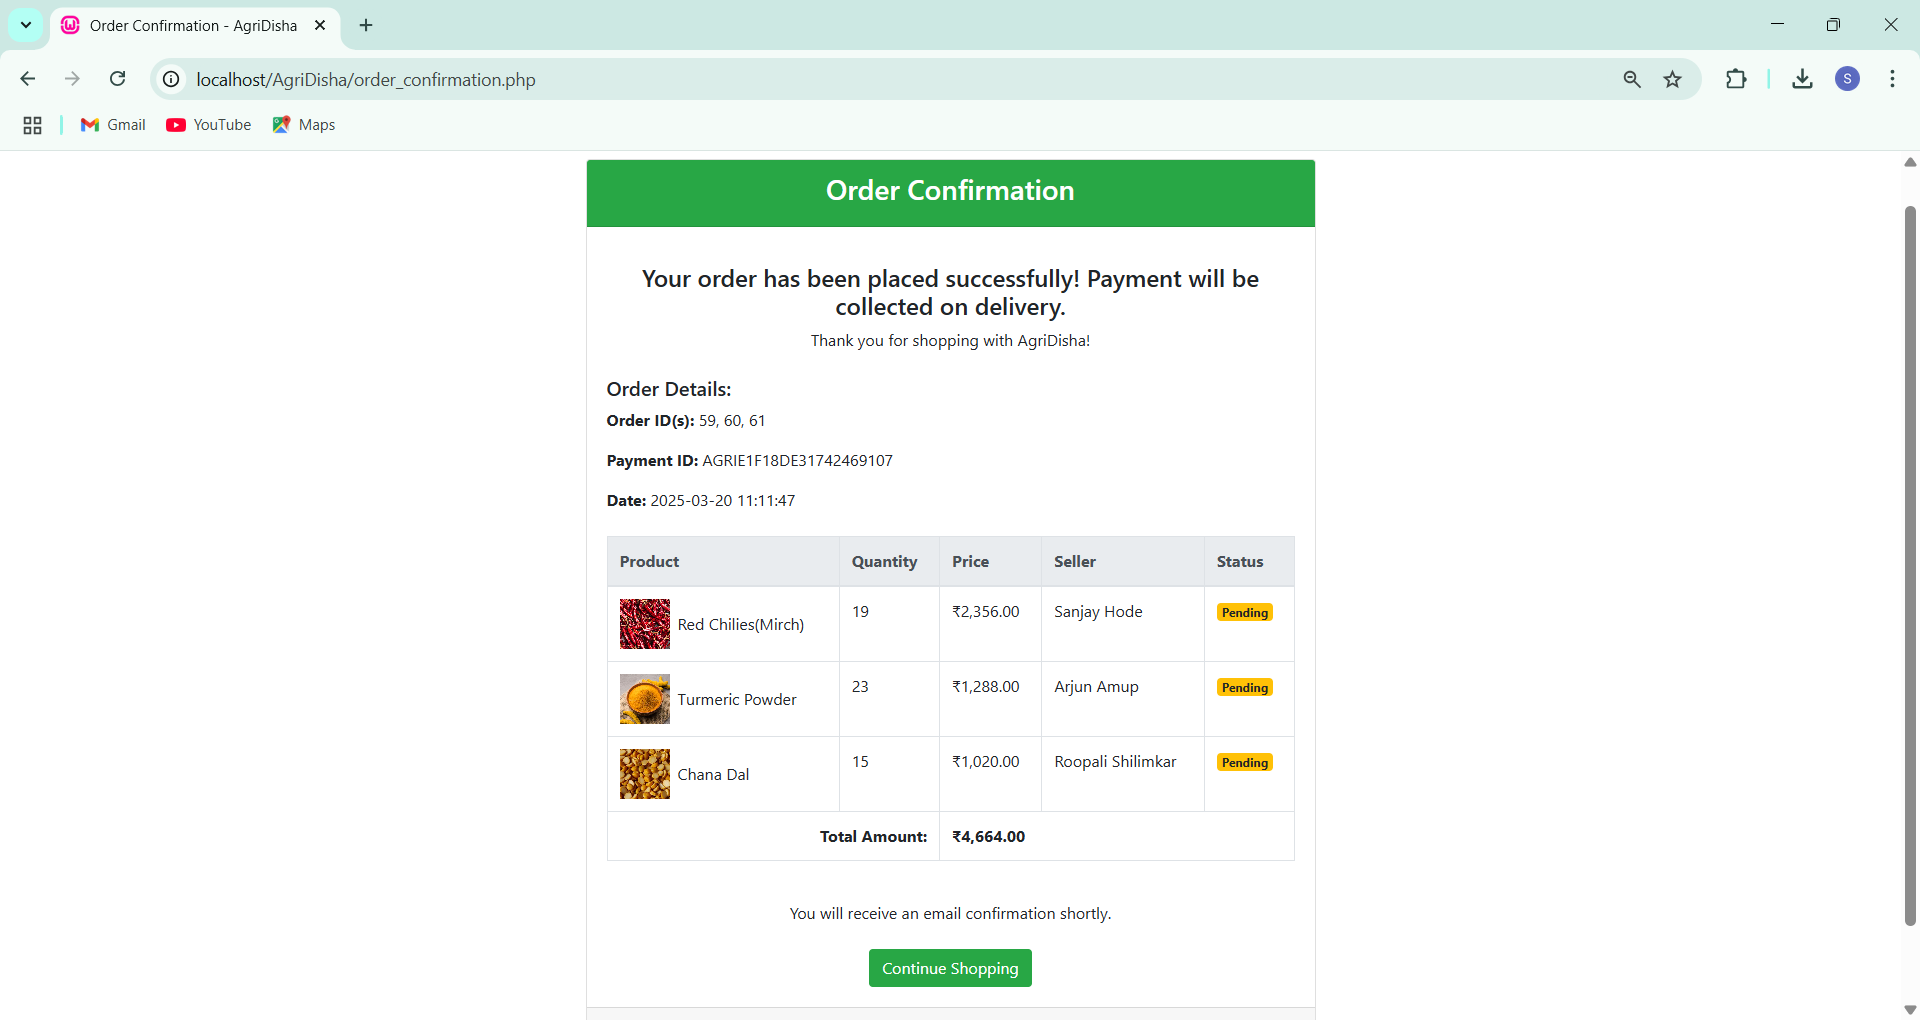 Order Confirmation - AgriDisha
localhost/AgriDisha/order_confirmation.php
S
Gmail YouTube Maps
Order Confirmation
Your order has been placed successfully! Payment will be
collected on delivery.
Thank you for shopping with AgriDisha!
Order Details:
Order ID(s): 59, 60, 61
Payment ID: AGRIE1F18DE31742469107
Date: 2025-03-20 11:11:47
Product Quantity Price Seller Status
Red Chilies(Mirch) 19 ₹2,356.00 Sanjay Hode Pending
Turmeric Powder 23 ₹1,288.00 Arjun Amup Pending
Chana Dal 15 ₹1,020.00 Roopali Shilimkar Pending
Total Amount: ₹4,664.00
You will receive an email confirmation shortly.
Continue Shopping